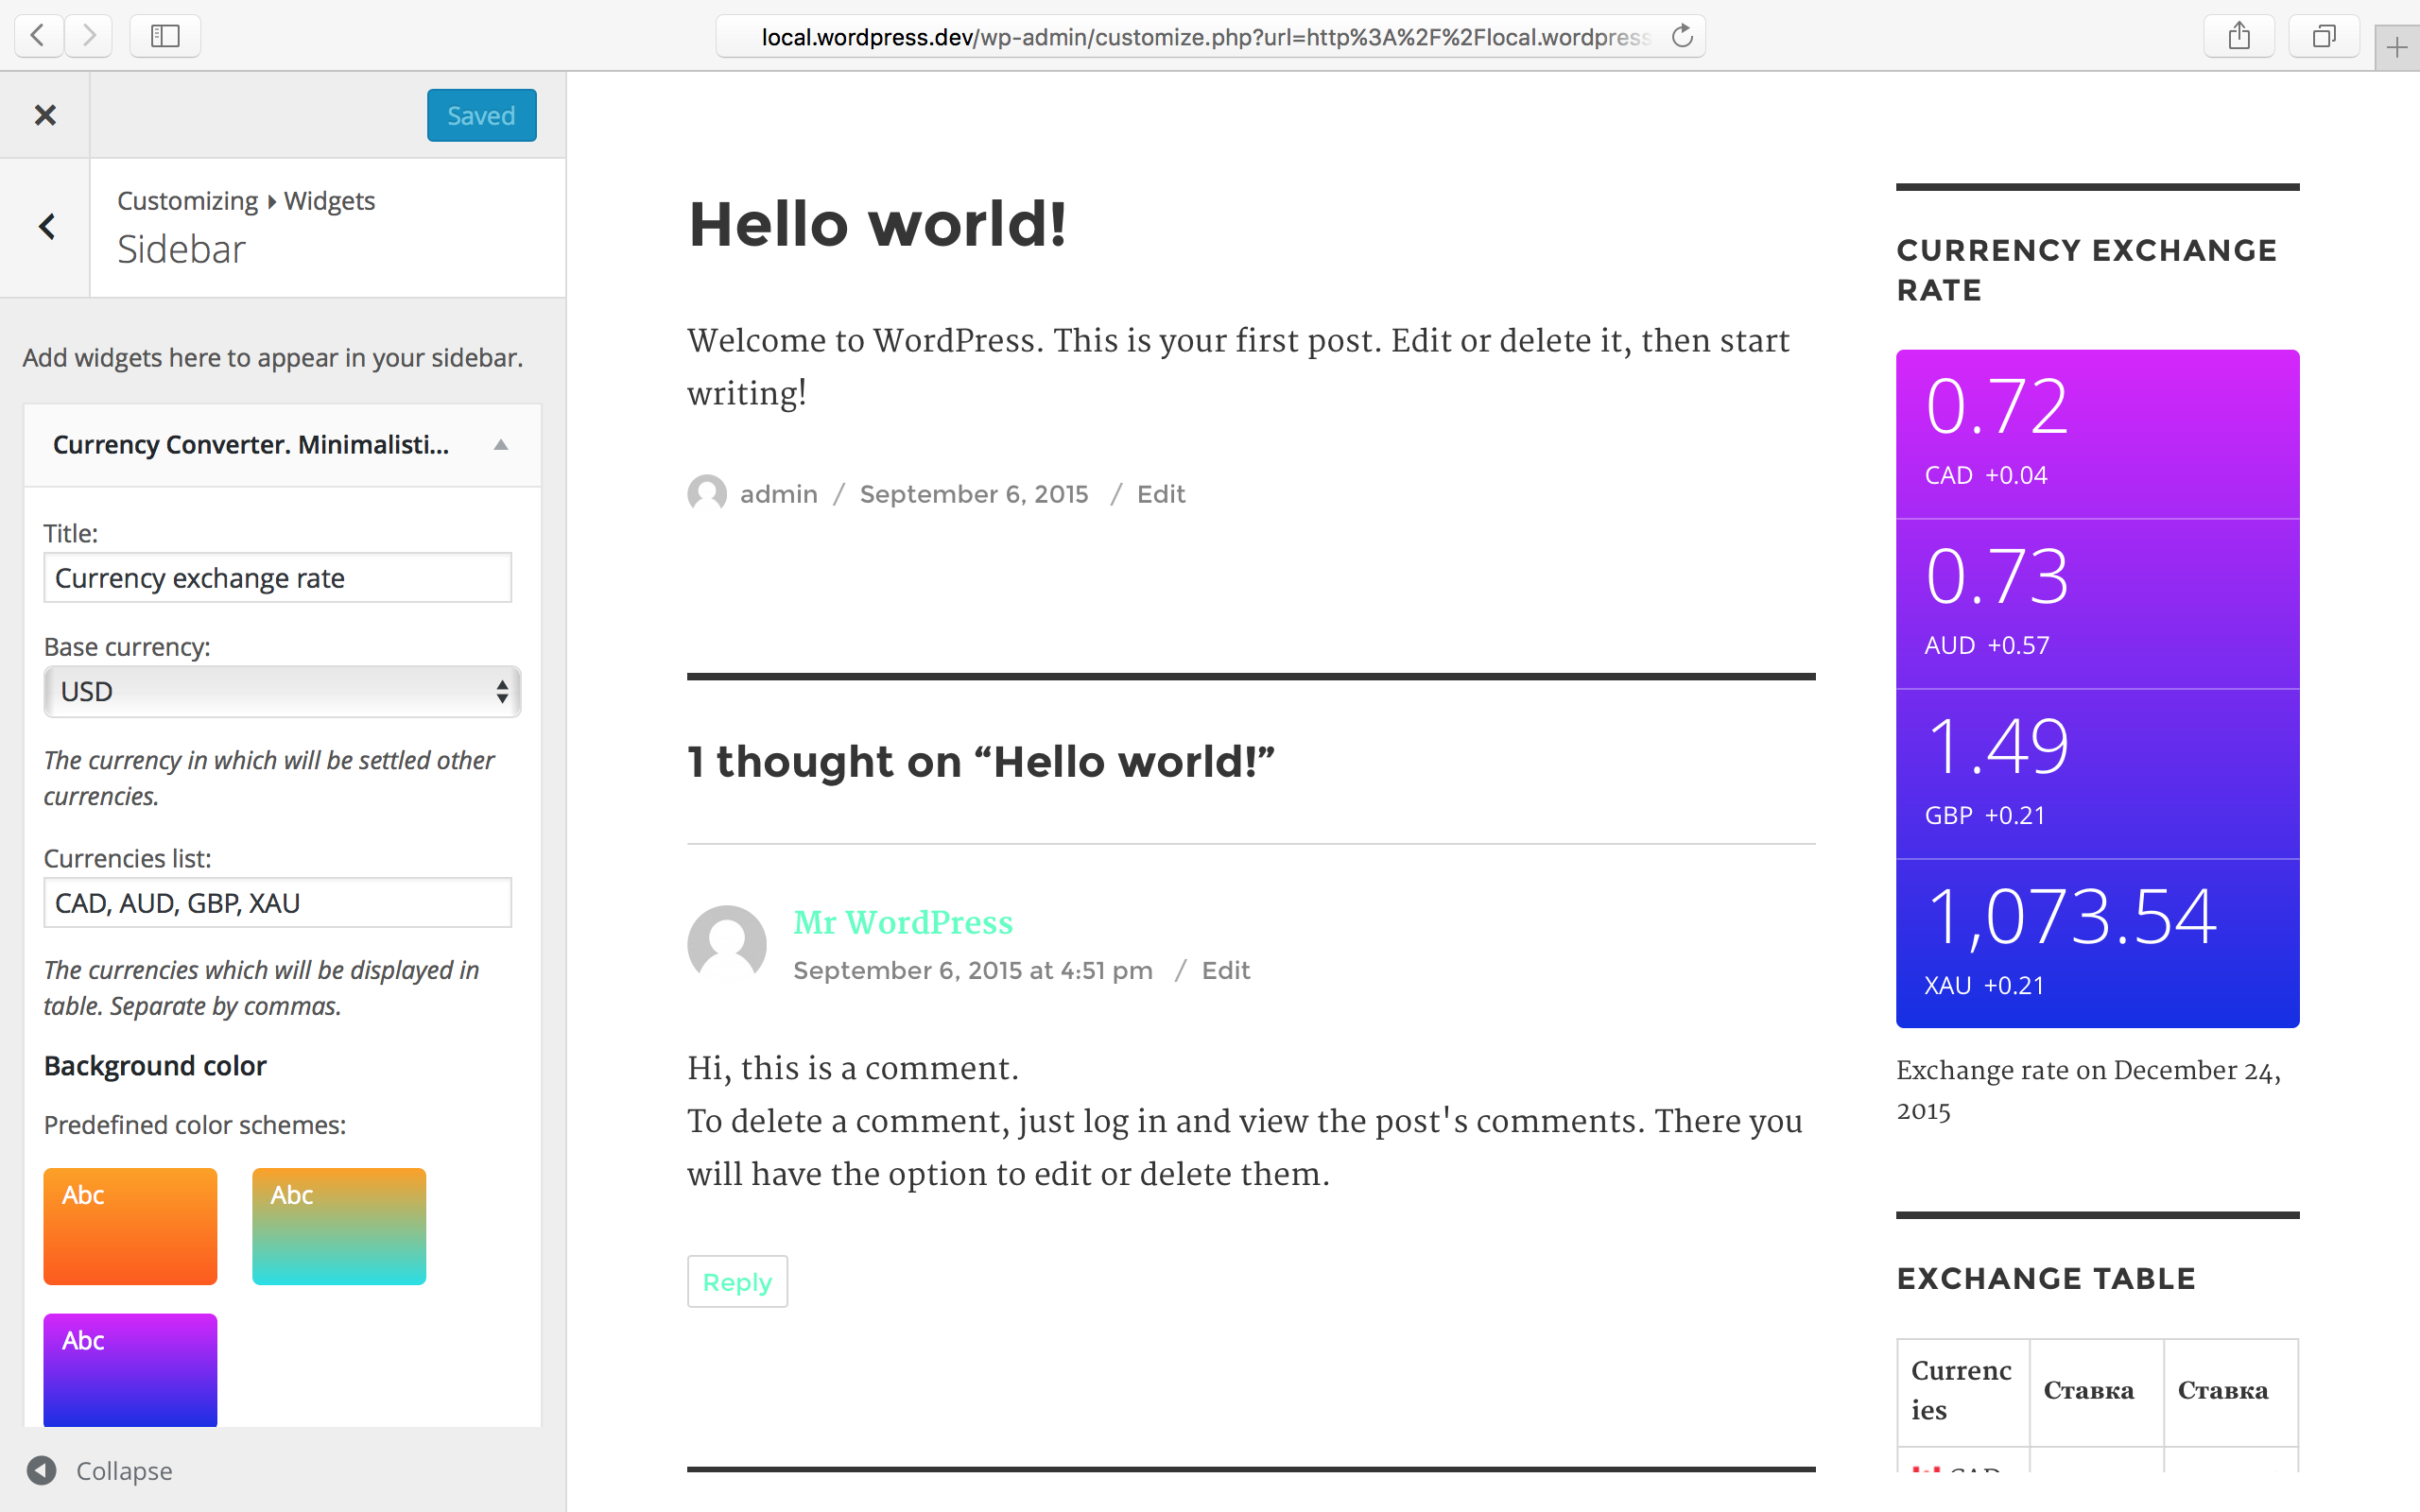 local.wordpress.dev/wp-admin/customize.php?url=http%3A%2F%2Flocal.wordpress
Saved
Customizing ▸ Widgets
Sidebar
Add widgets here to appear in your sidebar.
Currency Converter. Minimalisti...
Title:
Currency exchange rate
Base currency:
USD
The currency in which will be settled other
currencies.
Currencies list:
CAD, AUD, GBP, XAU
The currencies which will be displayed in
table. Separate by commas.
Background color
Predefined color schemes:
Abc
Abc
Abc
Collapse
Hello world!
Welcome to WordPress. This is your first post. Edit or delete it, then start
writing!
admin / September 6, 2015 / Edit
1 thought on “Hello world!”
Mr WordPress
September 6, 2015 at 4:51 pm / Edit
Hi, this is a comment.
To delete a comment, just log in and view the post's comments. There you
will have the option to edit or delete them.
Reply
CURRENCY EXCHANGE
RATE
0.72
CAD +0.04
0.73
AUD +0.57
1.49
GBP +0.21
1,073.54
XAU +0.21
Exchange rate on December 24,
2015
EXCHANGE TABLE
Currenc
ies
Ставка
Ставка
CAD